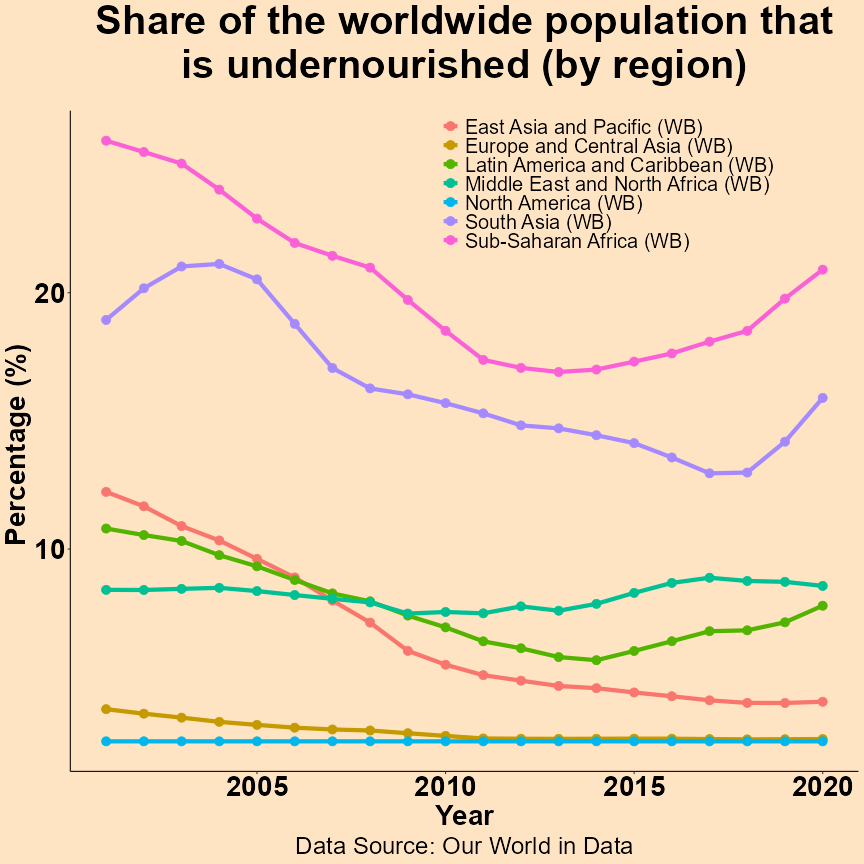 Share of the worldwide population that
is undernourished (by region)
East Asia and Pacific (WB)
Europe and Central Asia (WB)
Latin America and Caribbean (WB)
Middle East and North Africa (WB)
North America (WB)
South Asia (WB)
Sub-Saharan Africa (WB)
20
10
Percentage (%)
2005 2010 2015 2020
Year
Data Source: Our World in Data